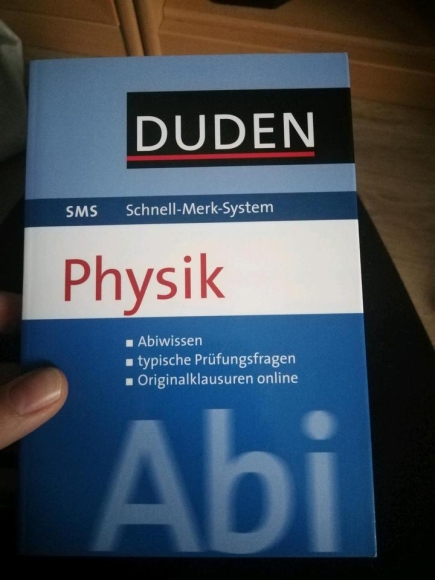 DUDEN
SMS Schnell-Merk-System
Physik
Abiwissen
typische Prüfungsfragen
Originalklausuren online
Abi